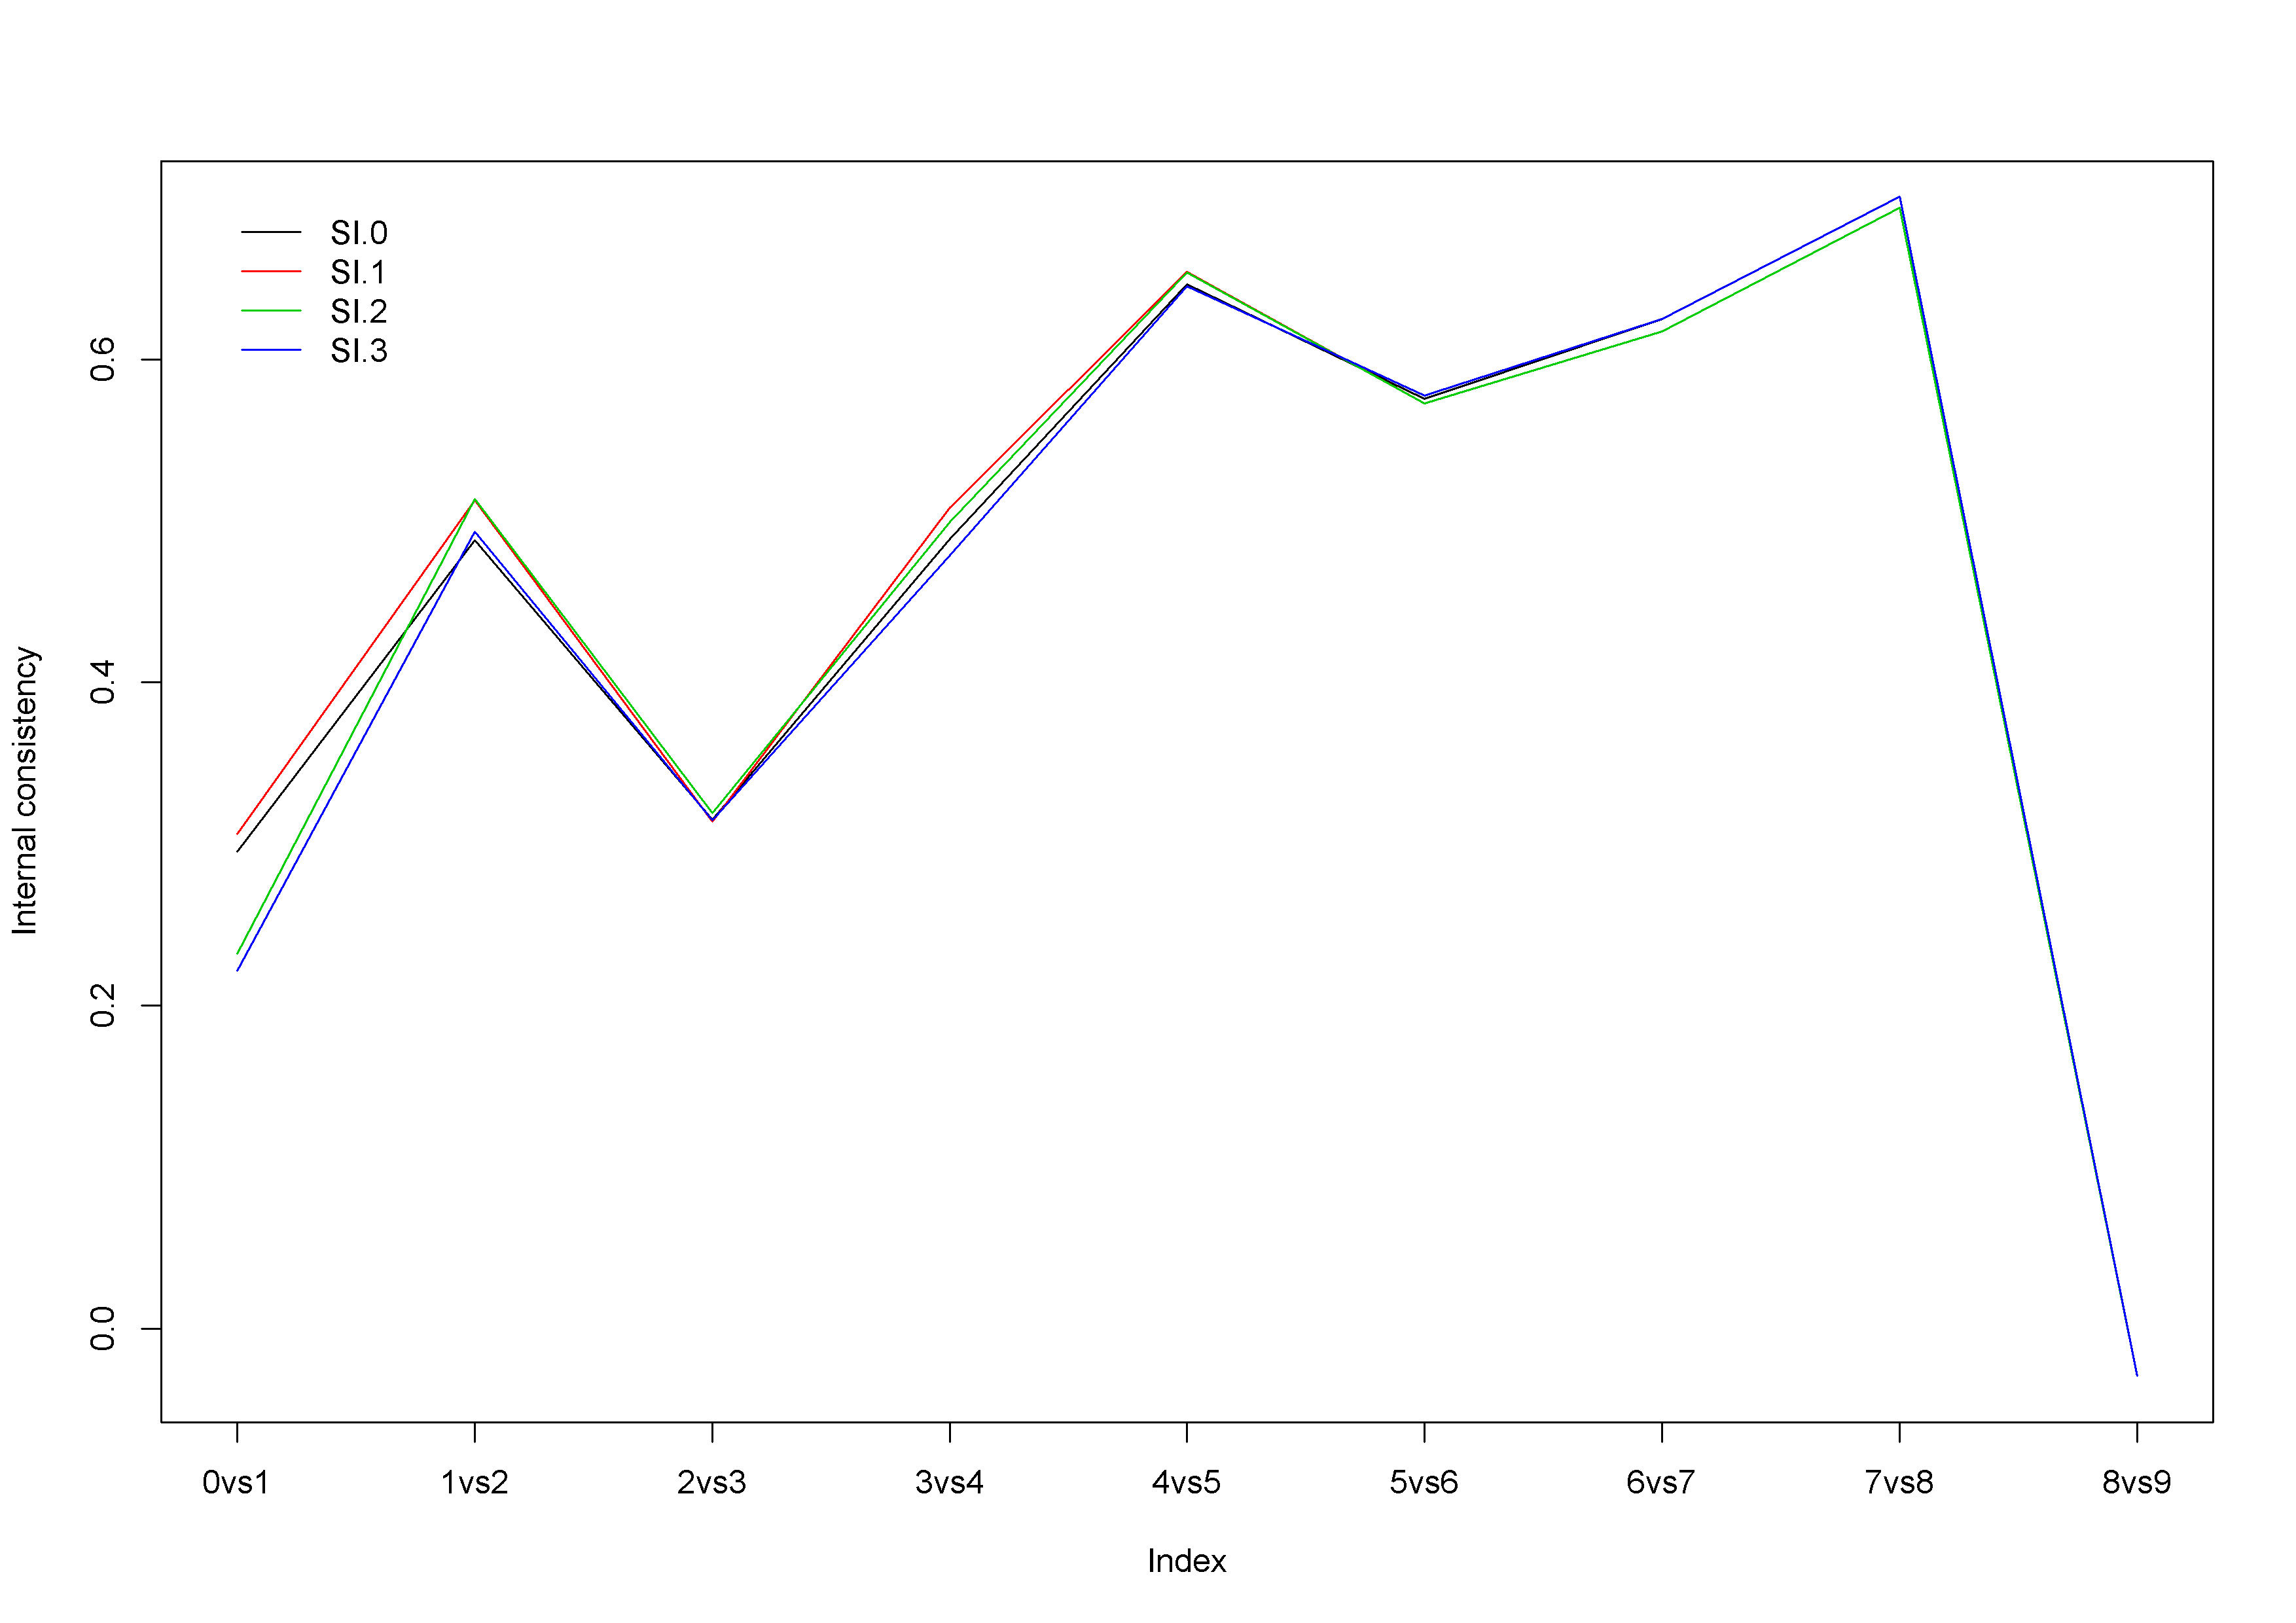 SI.0
SI.1
SI.2
SI.3
Internal consistency
0.6
0.4
0.2
0.0
0vs1 1vs2 2vs3 3vs4 4vs5 5vs6 6vs7 7vs8 8vs9
Index